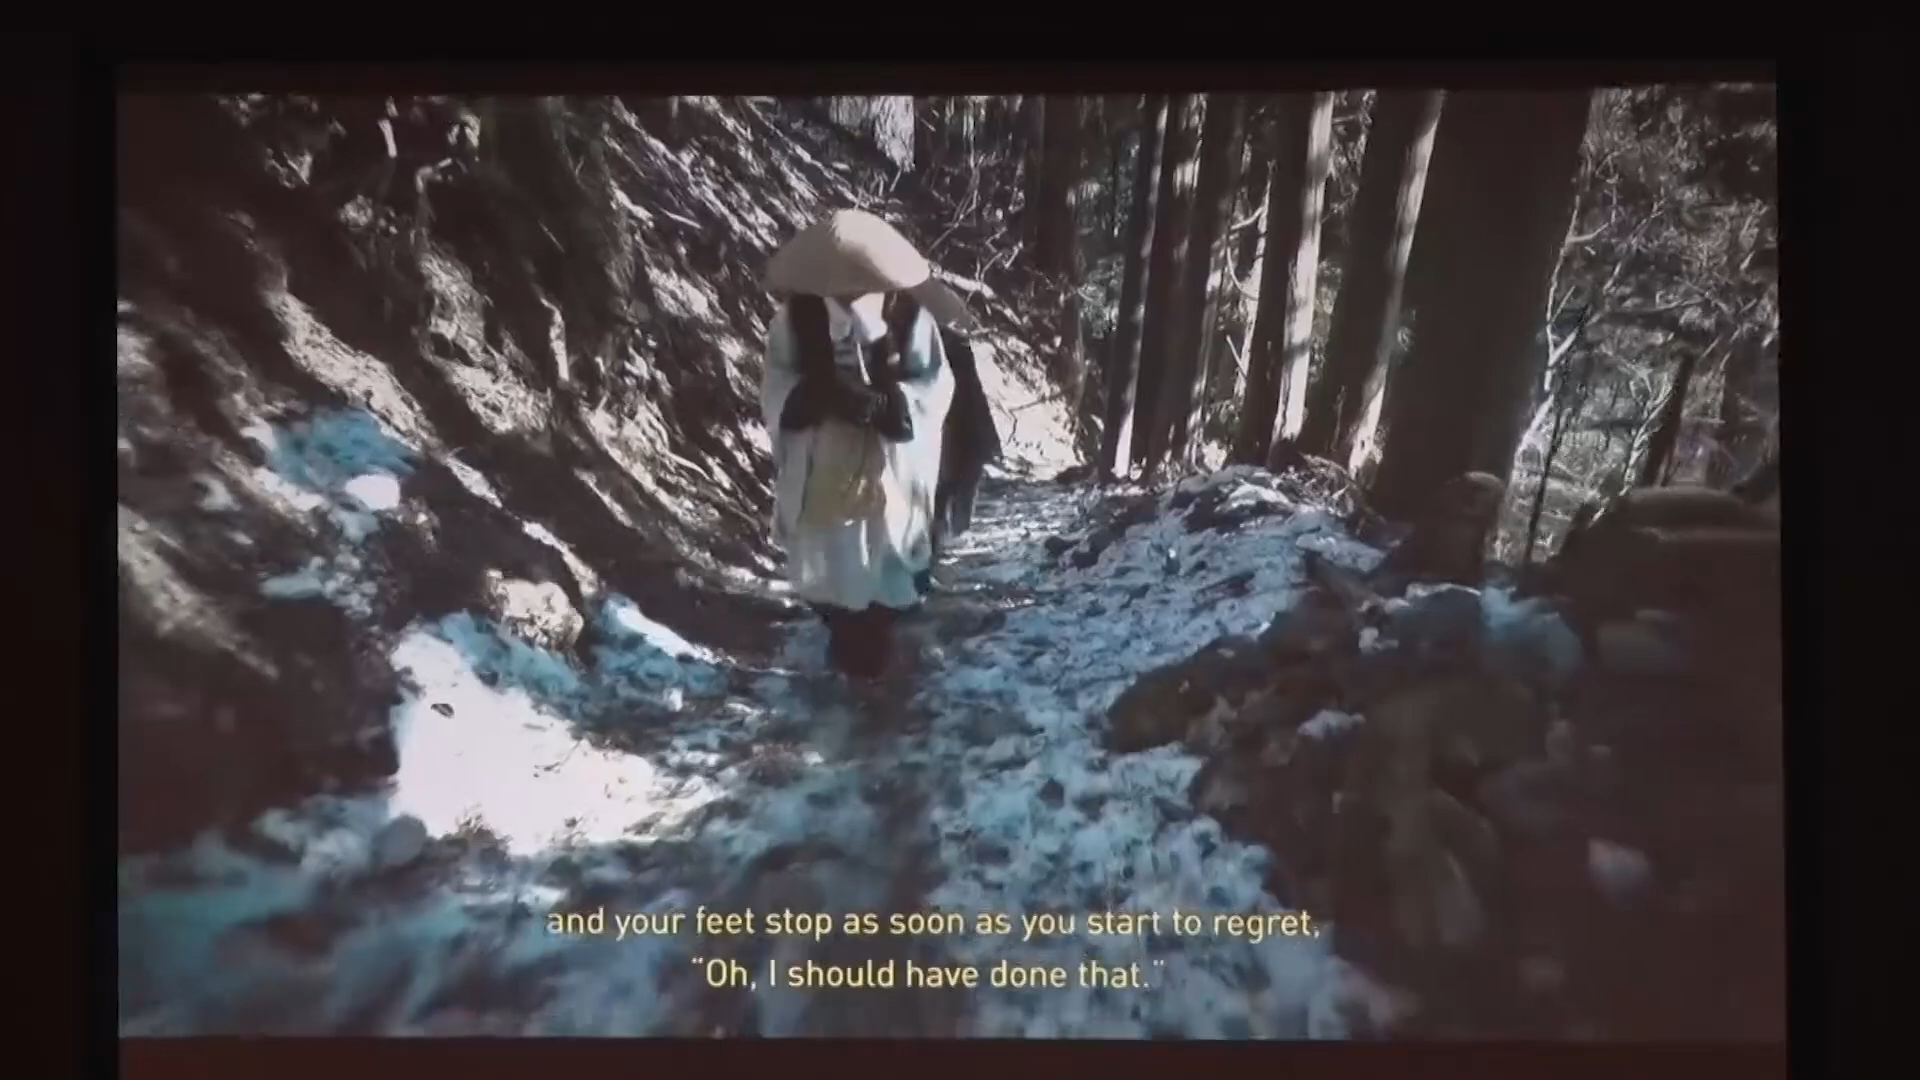 and your feet stop as soon as you start to regret,
“Oh, I should have done that.”